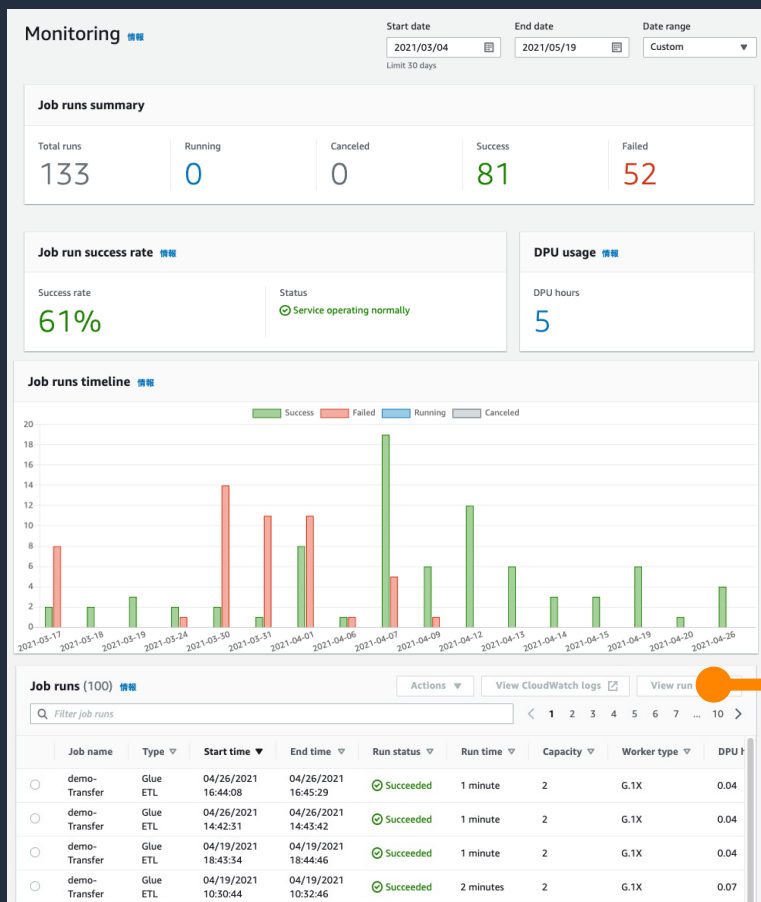 Monitoring 情報
Start date End date Date range
2021/03/04 2021/05/19 Custom
Limit 30 days
Job runs summary
Total runs Running Canceled Success Failed
133 0 0 81 52
Job run success rate 情報
Success rate Status
61% Service operating normally
DPU usage 情報
DPU hours
5
Job runs timeline 情報
Success Failed Running Canceled
20
18
16
14
12
10
8
6
4
2
0
2021-03-17 2021-03-18 2021-03-19 2021-03-24 2021-03-30 2021-03-31 2021-04-01 2021-04-06 2021-04-07 2021-04-09 2021-04-12 2021-04-13 2021-04-14 2021-04-15 2021-04-19 2021-04-20 2021-04-26
Job runs (100) 情報 Actions View CloudWatch logs View run
Filter job runs 1 2 3 4 5 6 7 ... 10
Job name Type Start time End time Run status Run time Capacity Worker type DPU
demo- Glue 04/26/2021 04/26/2021 Succeeded 1 minute 2 G.1X 0.04
Transfer ETL 16:44:08 16:45:29
demo- Glue 04/26/2021 04/26/2021 Succeeded 1 minute 2 G.1X 0.04
Transfer ETL 14:42:31 14:43:42
demo- Glue 04/19/2021 04/19/2021 Succeeded 1 minute 2 G.1X 0.04
Transfer ETL 18:43:34 18:44:46
demo- Glue 04/19/2021 04/19/2021 Succeeded 2 minutes 2 G.1X 0.07
Transfer ETL 10:30:44 10:32:46